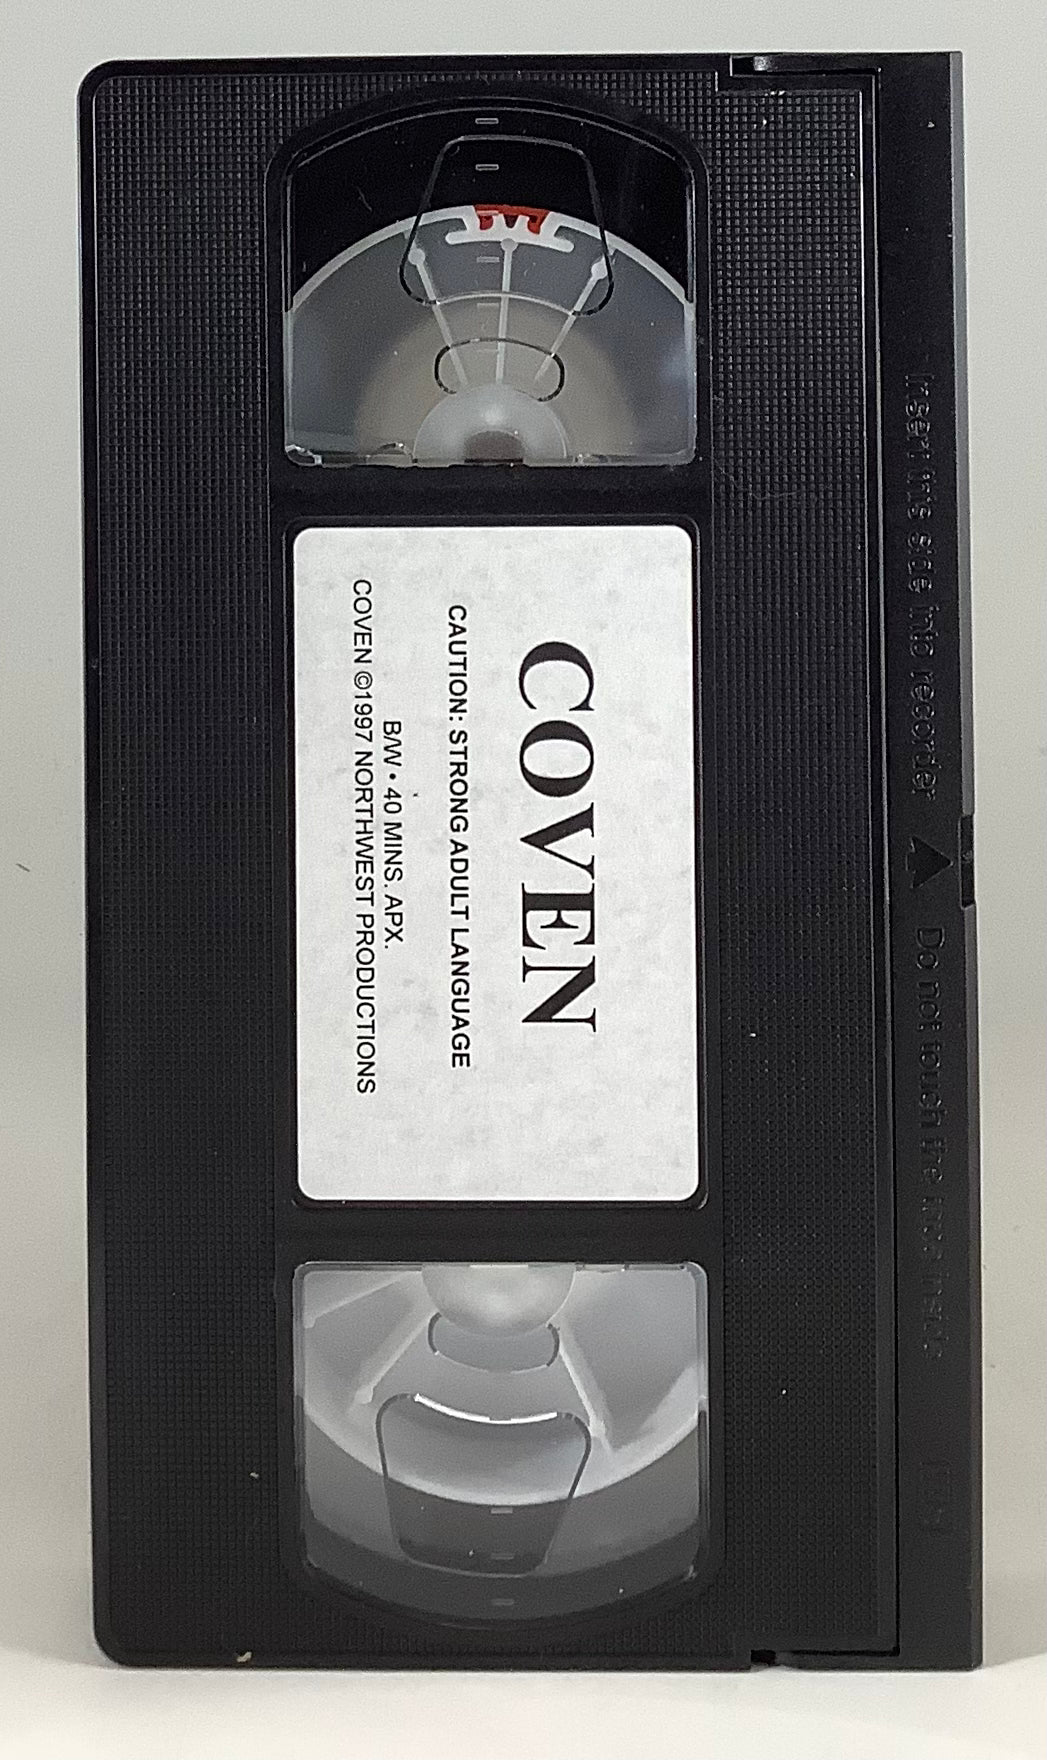 COVEN
CAUTION: STRONG ADULT LANGUAGE
B/W • 40 MINS. APX.
COVEN ©1997 NORTHWEST PRODUCTIONS
Insert this side into recorder ▲ Do not touch the tape inside